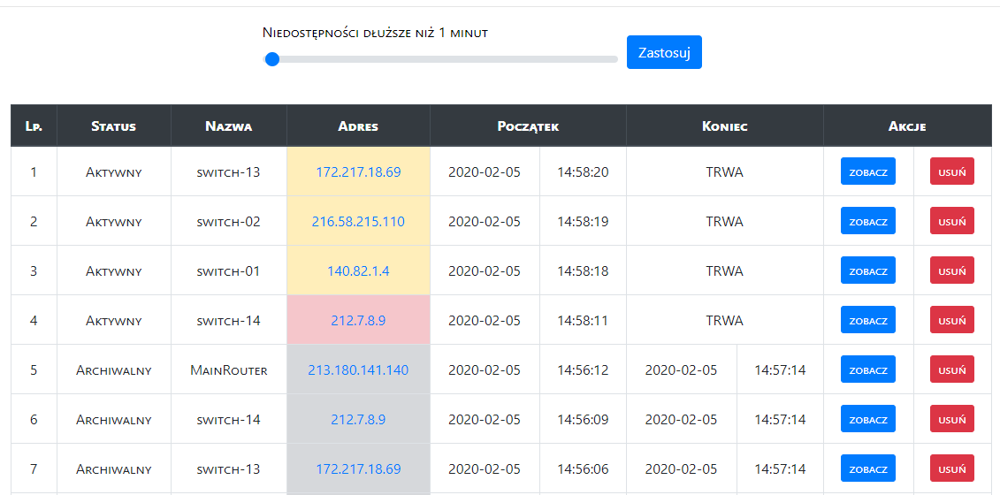 Niedostępności dłuższe niż 1 minut
Zastosuj
Lp. Status Nazwa Adres Początek Koniec Akcje
1 Aktywny switch-13 172.217.18.69 2020-02-05 14:58:20 TRWA zobacz usuń
2 Aktywny switch-02 216.58.215.110 2020-02-05 14:58:19 TRWA zobacz usuń
3 Aktywny switch-01 140.82.1.4 2020-02-05 14:58:18 TRWA zobacz usuń
4 Aktywny switch-14 212.7.8.9 2020-02-05 14:58:11 TRWA zobacz usuń
5 Archiwalny MainRouter 213.180.141.140 2020-02-05 14:56:12 2020-02-05 14:57:14 zobacz usuń
6 Archiwalny switch-14 212.7.8.9 2020-02-05 14:56:09 2020-02-05 14:57:14 zobacz usuń
7 Archiwalny switch-13 172.217.18.69 2020-02-05 14:56:06 2020-02-05 14:57:14 zobacz usuń